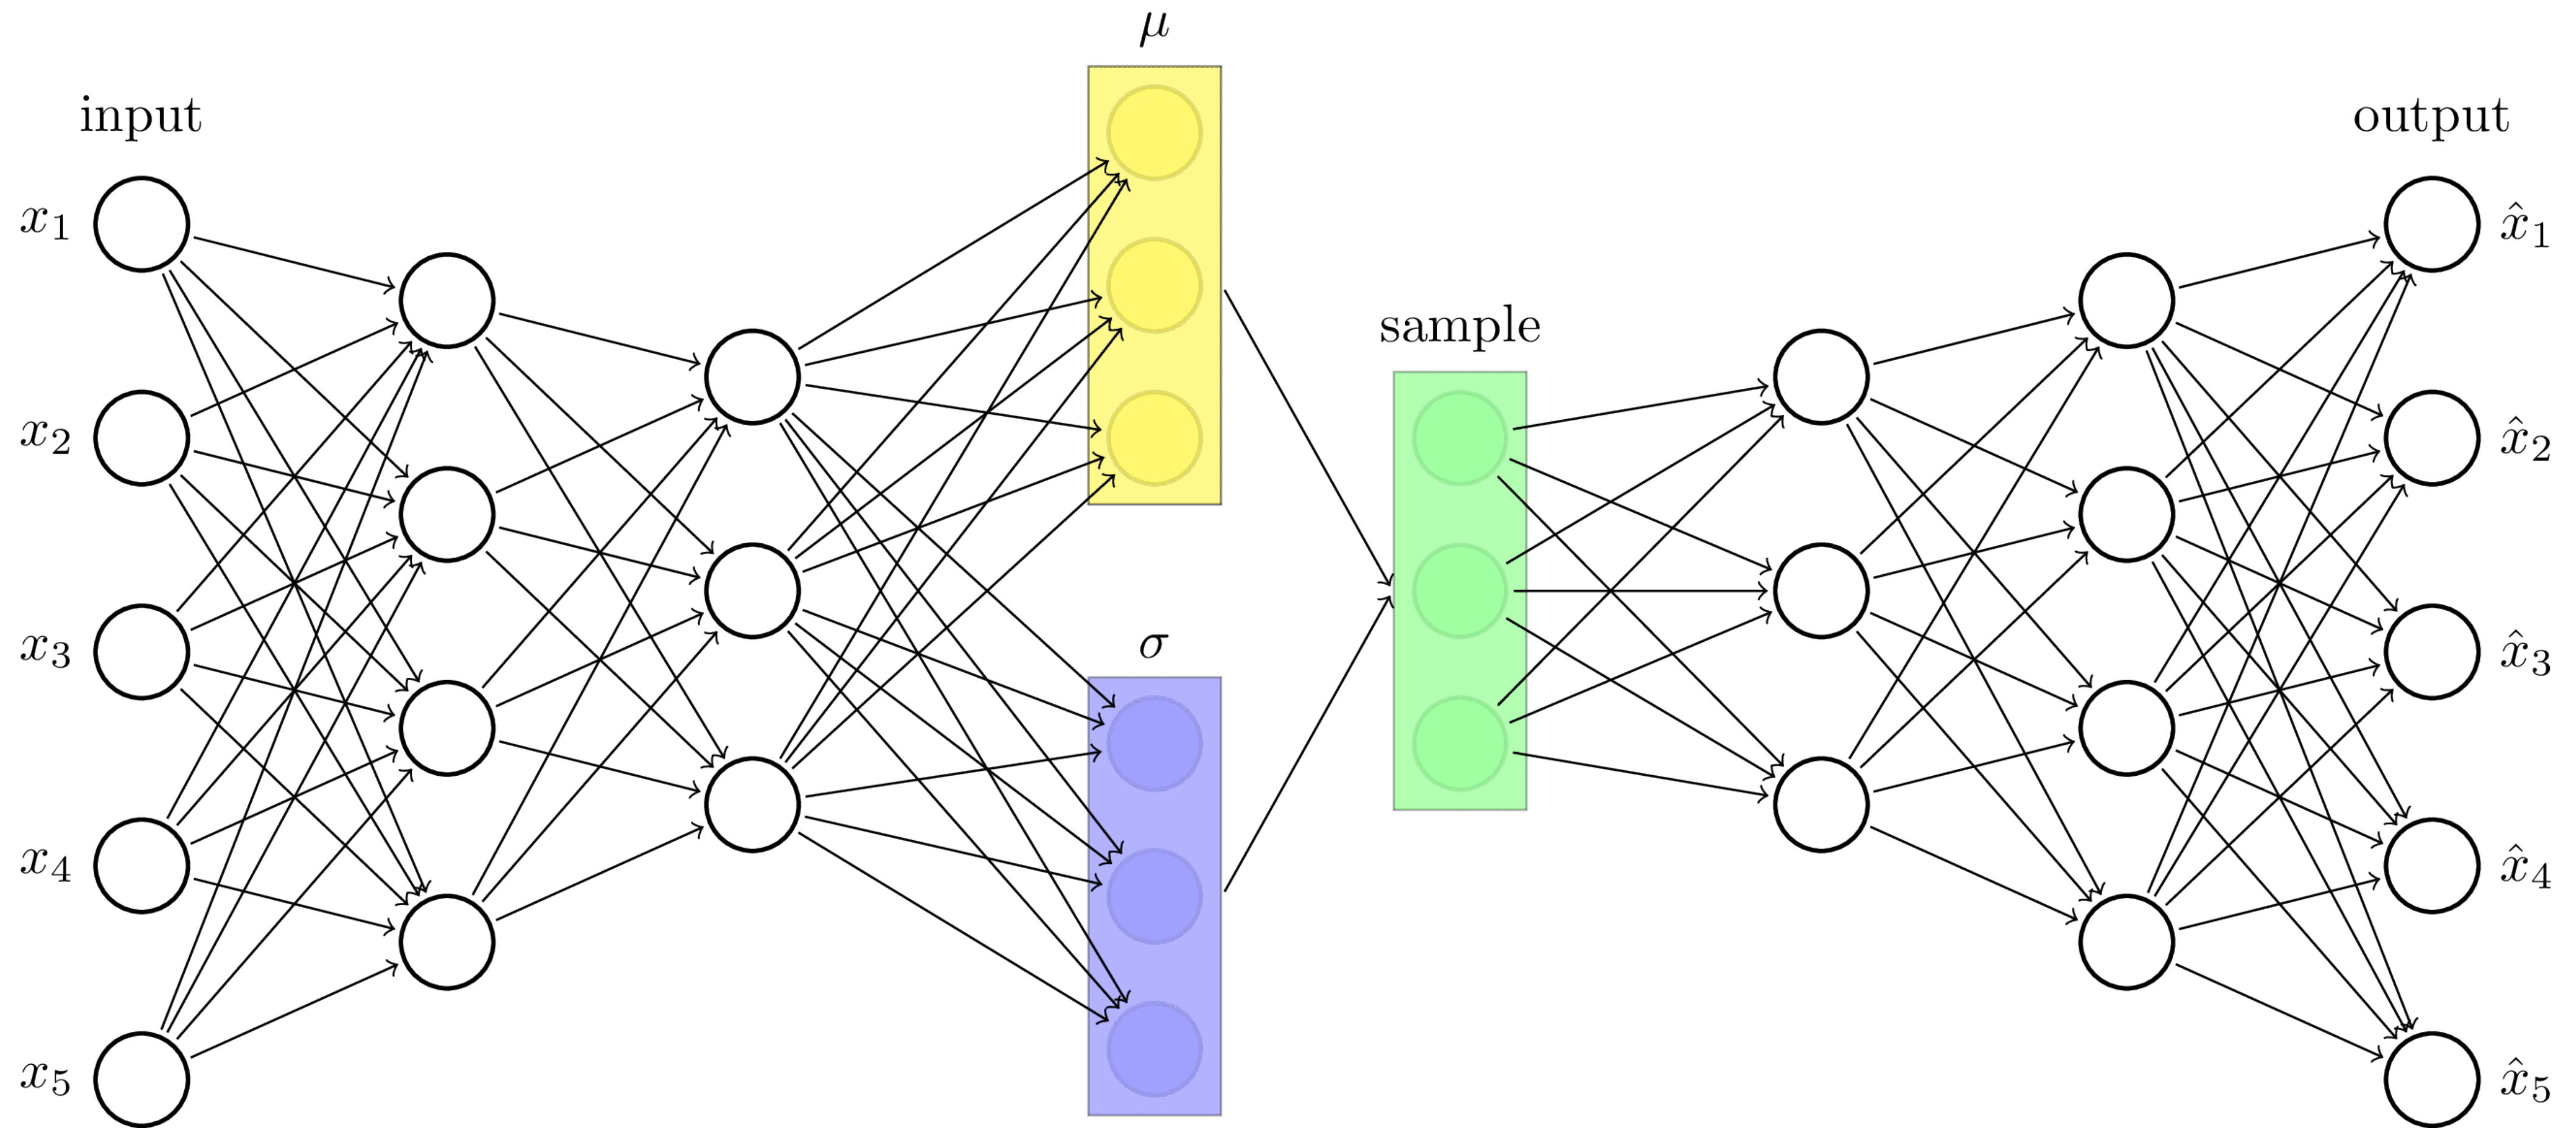 μ
input
output
x₁
x̂₁
sample
x₂
x̂₂
σ
x₃
x̂₃
x₄
x̂₄
x₅
x̂₅